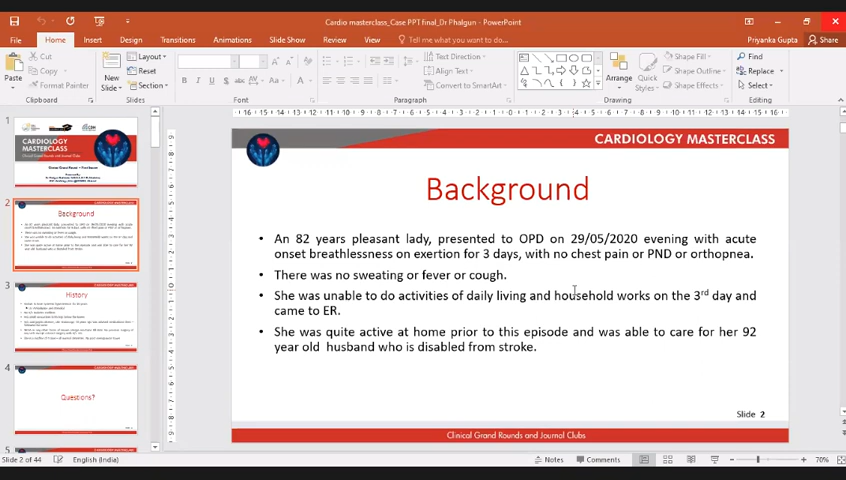 Cardio masterclass_Case PPT final_Dr Phalgun - PowerPoint
File Home Insert Design Transitions Animations Slide Show Review View Tell me what you want to do... Priyanka Gupta Share
Paste
Cut
Copy
Format Painter
Clipboard
New Slide
Layout
Reset
Section
Slides
Font
Paragraph
Text Direction
Align Text
Convert to SmartArt
Arrange
Quick Styles
Shape Fill
Shape Outline
Shape Effects
Drawing
Find
Replace
Select
Editing
1
CARDIOLOGY
MASTERCLASS
2
Background
3
History
4
Questions?
5
CARDIOLOGY MASTERCLASS
Background
• An 82 years pleasant lady, presented to OPD on 29/05/2020 evening with acute
onset breathlessness on exertion for 3 days, with no chest pain or PND or orthopnea.
• There was no sweating or fever or cough.
• She was unable to do activities of daily living and household works on the 3rd day and
came to ER.
• She was quite active at home prior to this episode and was able to care for her 92
year old husband who is disabled from stroke.
Slide 2
Clinical Grand Rounds and Journal Clubs
Slide 2 of 44 English (India) Notes Comments 70%